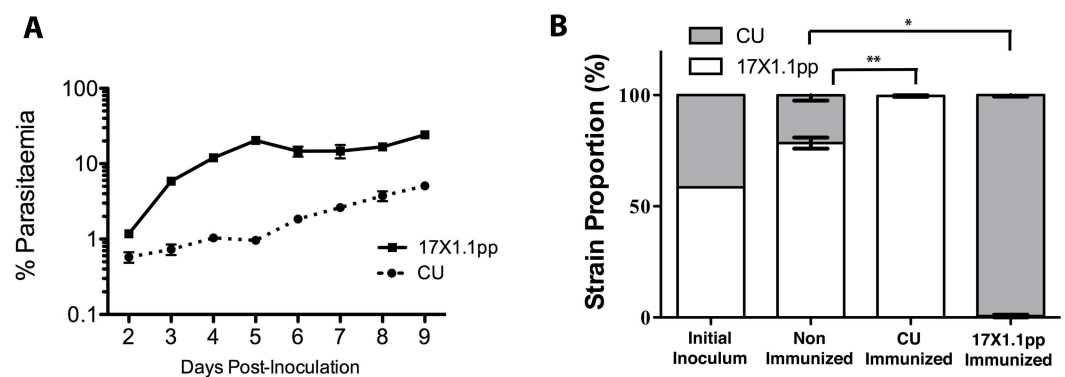 A
% Parasitaemia
100
10
1
0.1
17X1.1pp
CU
2 3 4 5 6 7 8 9
Days Post-Inoculation
B
CU
17X1.1pp
*
**
Strain Proportion (%)
100
50
0
Initial
Inoculum
Non
Immunized
CU
Immunized
17X1.1pp
Immunized